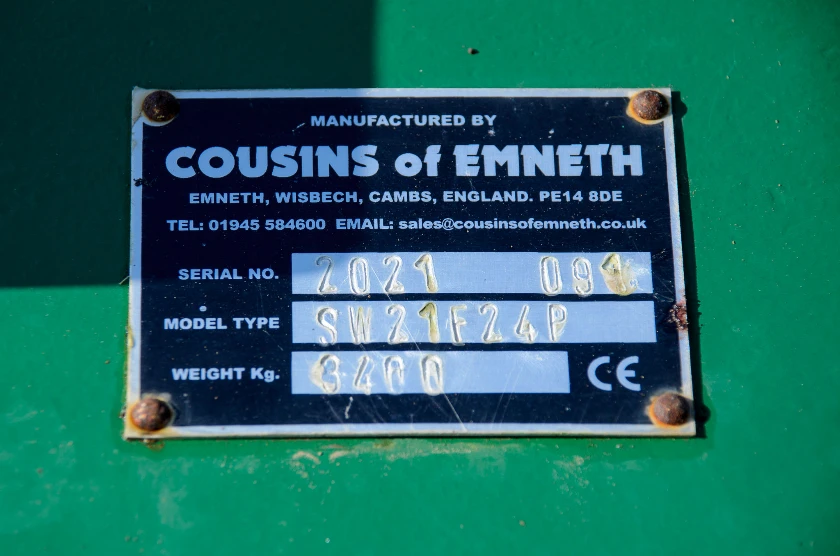 MANUFACTURED BY
COUSINS of EMNETH
EMNETH, WISBECH, CAMBS, ENGLAND. PE14 8DE
TEL: 01945 584600 EMAIL: sales@cousinsofemneth.co.uk
SERIAL NO. 2021 091
MODEL TYPE SW21F24P
WEIGHT Kg. 3400 CE